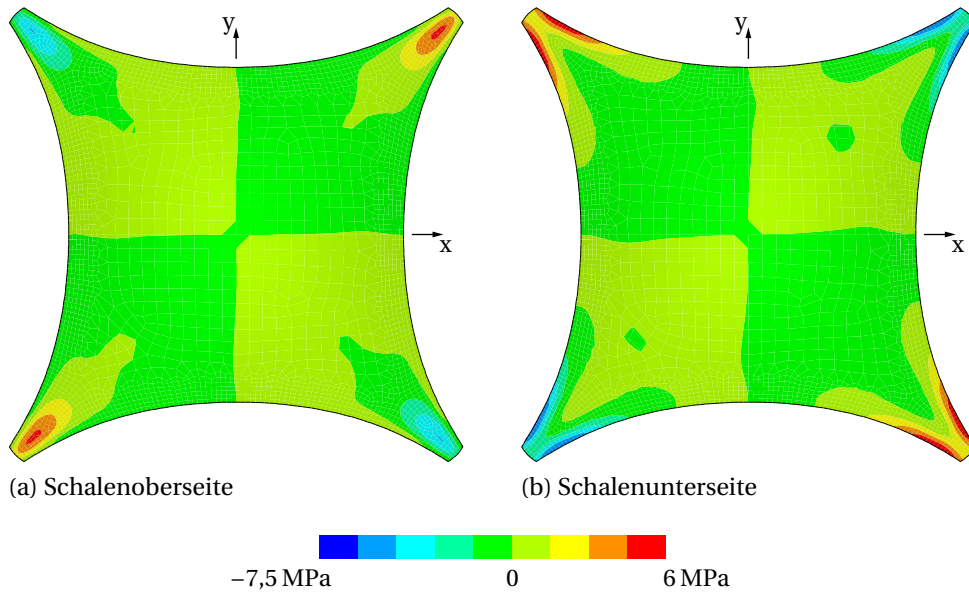 y
y
x
x
(a) Schalenoberseite
(b) Schalenunterseite
−7,5 MPa 0 6 MPa